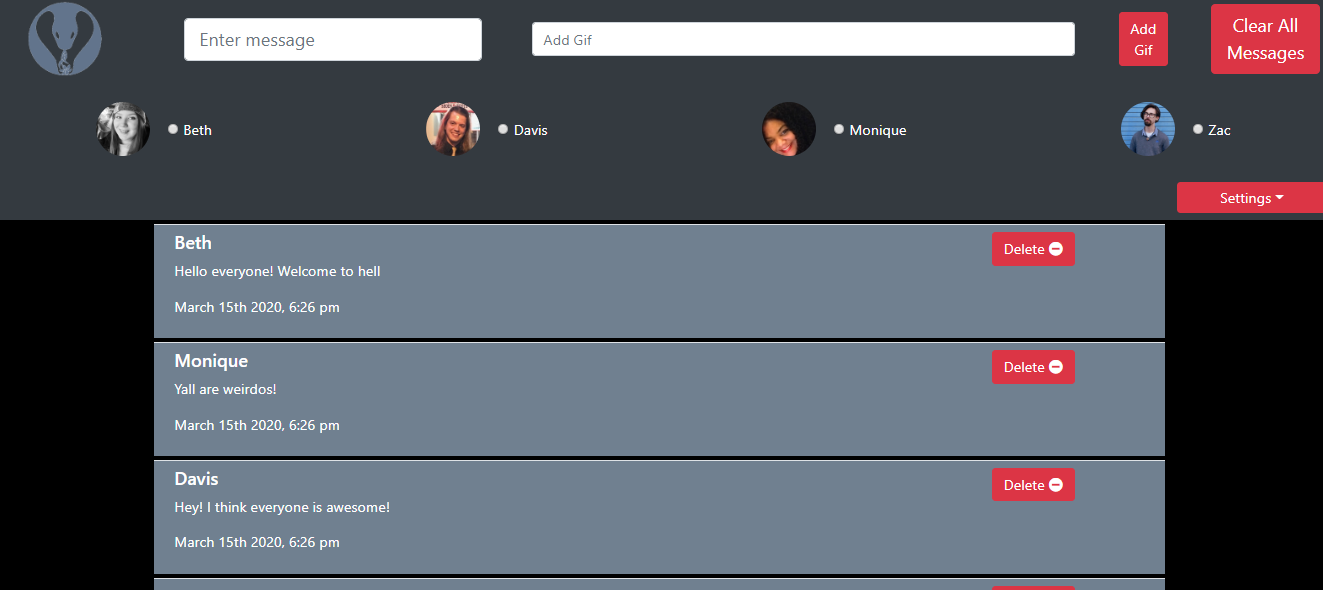 Enter message
Add Gif
Add
Gif
Clear All
Messages
Beth
Davis
Monique
Zac
Settings
Beth
Delete
Hello everyone! Welcome to hell
March 15th 2020, 6:26 pm
Monique
Delete
Yall are weirdos!
March 15th 2020, 6:26 pm
Davis
Delete
Hey! I think everyone is awesome!
March 15th 2020, 6:26 pm